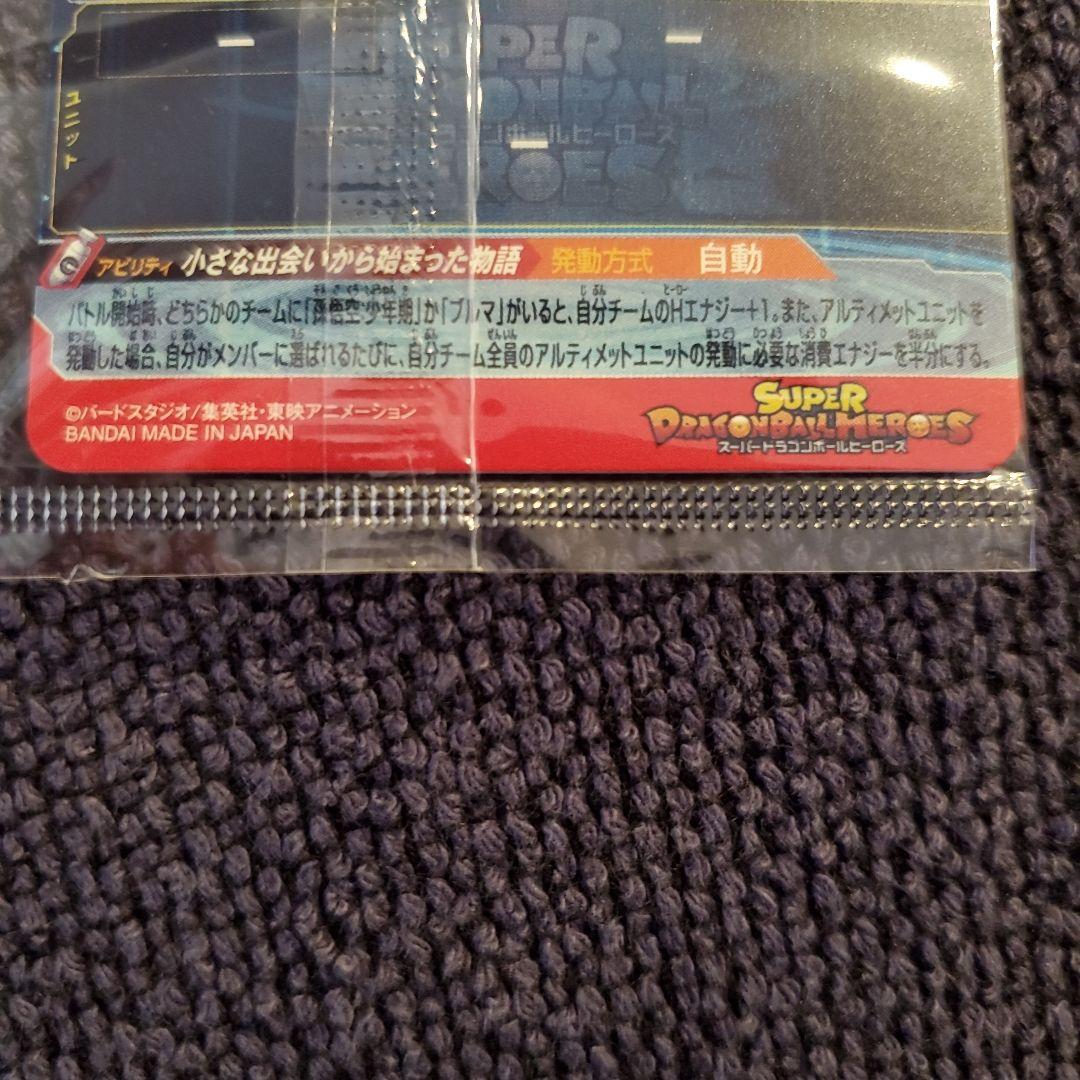 SUPER
DRAGONBALL
ドラゴンボールヒーローズ
HEROES
ユニット
アビリティ 小さな出会いから始まった物語 発動方式 自動
バトル開始時、どちらかのチームに「孫悟空:少年期」か「ブルマ」がいると、自分チームのHエナジー+1。また、アルティメットユニットを
発動した場合、自分がメンバーに選ばれるたびに、自分チーム全員のアルティメットユニットの発動に必要な消費エナジーを半分にする。
©バードスタジオ/集英社・東映アニメーション
BANDAI MADE IN JAPAN
SUPER
DRAGONBALL HEROES
スーパードラゴンボールヒーローズ